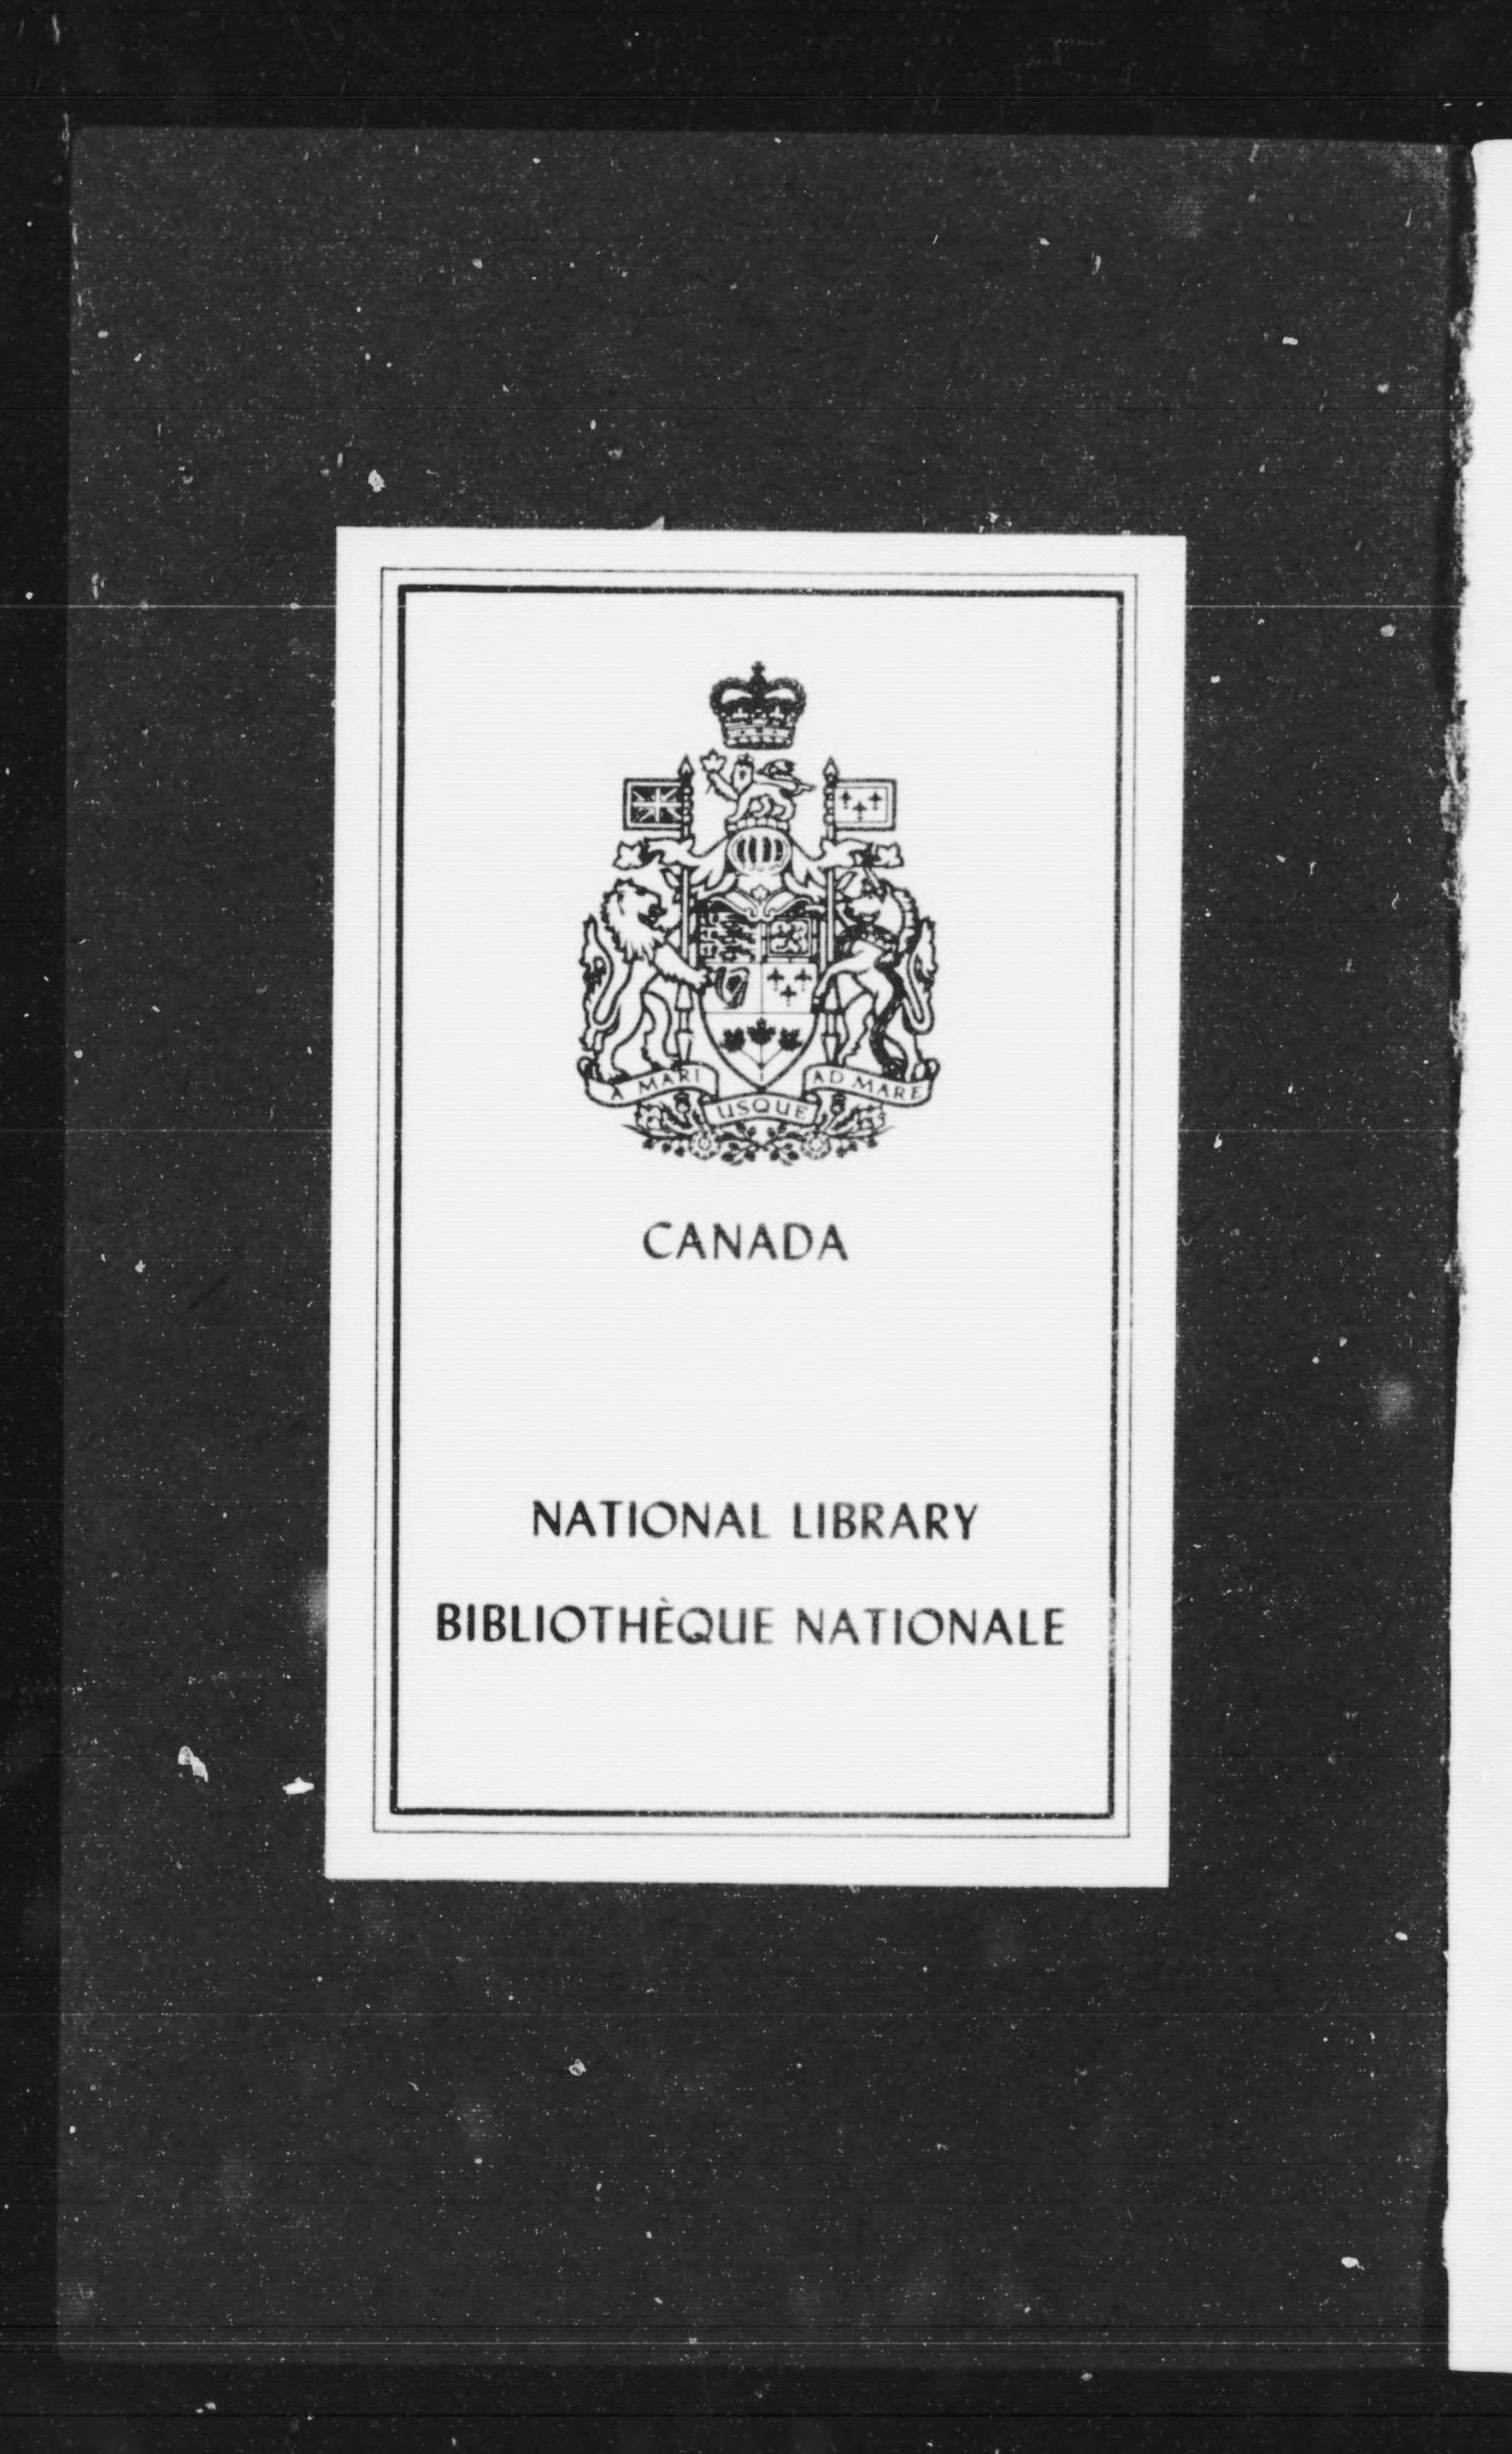 A MARI USQUE AD MARE
CANADA
NATIONAL LIBRARY
BIBLIOTHÈQUE NATIONALE